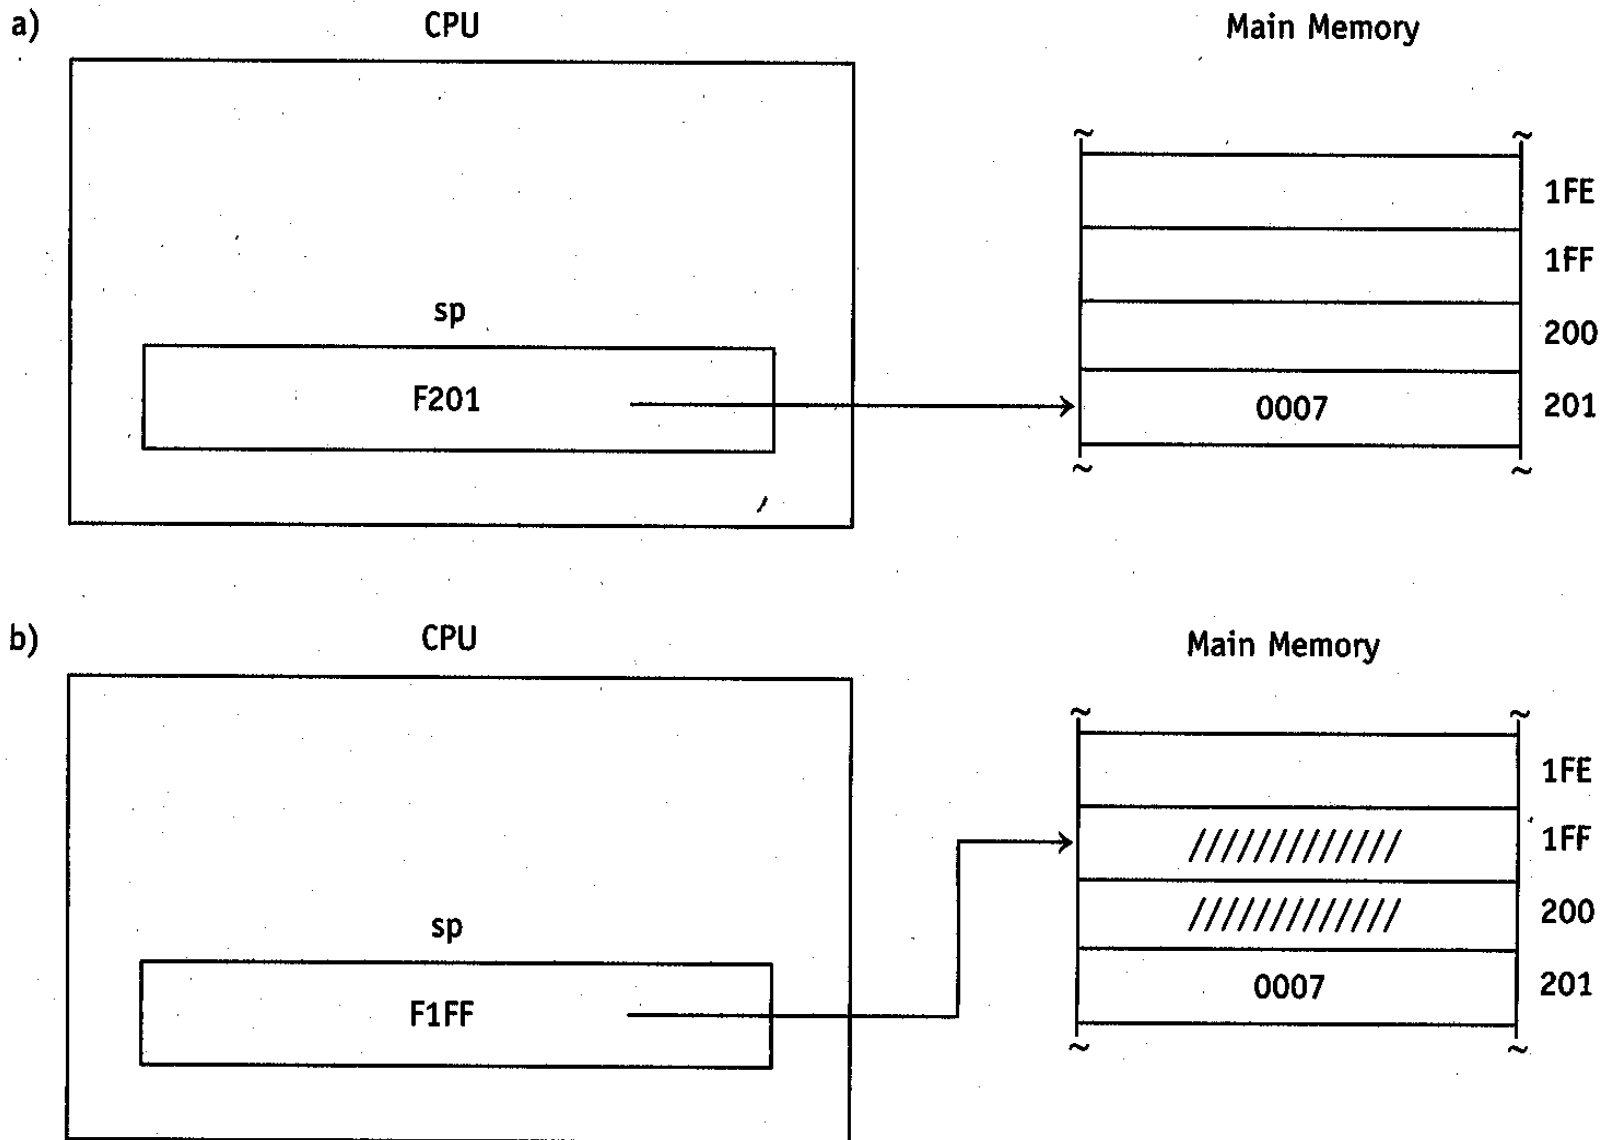 a)
CPU
Main Memory
1FE
1FF
sp
200
F201
0007
201
b)
CPU
Main Memory
1FE
1FF
sp
200
F1FF
0007
201